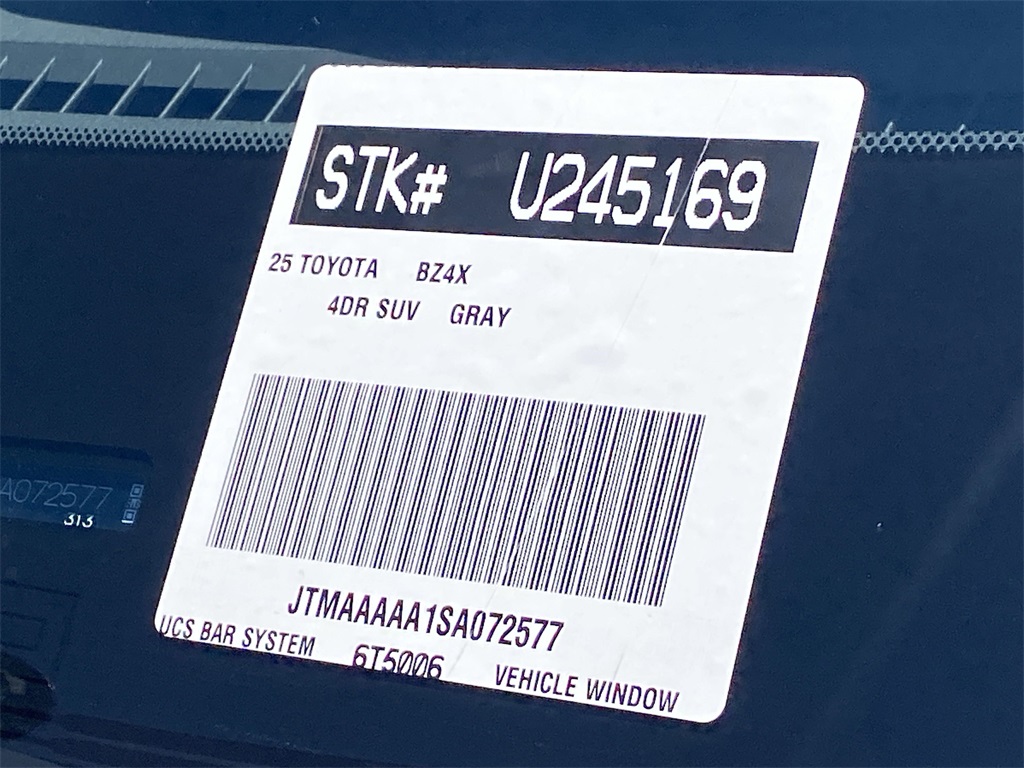 STK# U245169
25 TOYOTA BZ4X
4DR SUV GRAY
A072577
313
JTMAAAAA1SA072577
UCS BAR SYSTEM 6T5006 VEHICLE WINDOW